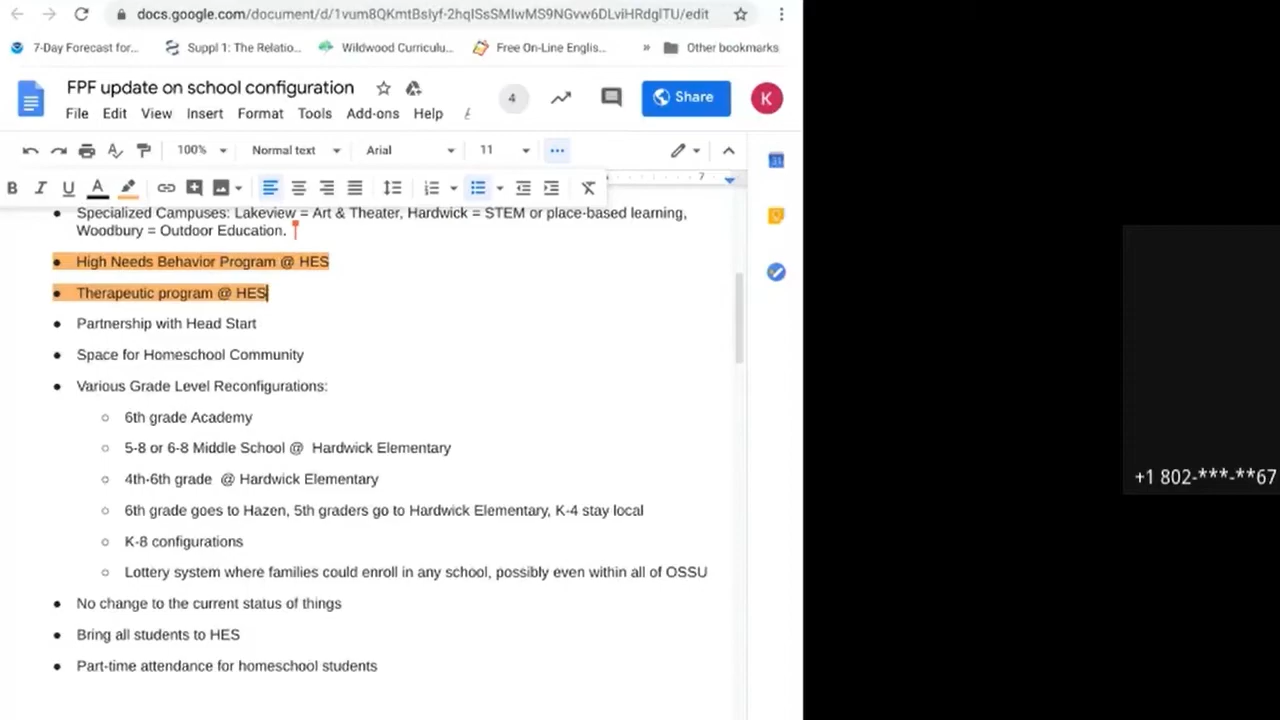 docs.google.com/document/d/1vum8QKmtBsIyf-2hqISsSMIwMS9NGvw6DLviHRdglTU/edit
7-Day Forecast for...
Suppl 1: The Relatio...
Wildwood Curriculu...
Free On-Line Englis...
»
Other bookmarks
FPF update on school configuration
4
Share
K
File Edit View Insert Format Tools Add-ons Help
100%
Normal text
Arial
11
7
B I U A
● Specialized Campuses: Lakeview = Art & Theater, Hardwick = STEM or place-based learning,
Woodbury = Outdoor Education.
● High Needs Behavior Program @ HES
● Therapeutic program @ HES
● Partnership with Head Start
● Space for Homeschool Community
● Various Grade Level Reconfigurations:
○ 6th grade Academy
○ 5-8 or 6-8 Middle School @ Hardwick Elementary
○ 4th-6th grade @ Hardwick Elementary
○ 6th grade goes to Hazen, 5th graders go to Hardwick Elementary, K-4 stay local
○ K-8 configurations
○ Lottery system where families could enroll in any school, possibly even within all of OSSU
● No change to the current status of things
● Bring all students to HES
● Part-time attendance for homeschool students
+1 802-***-**67